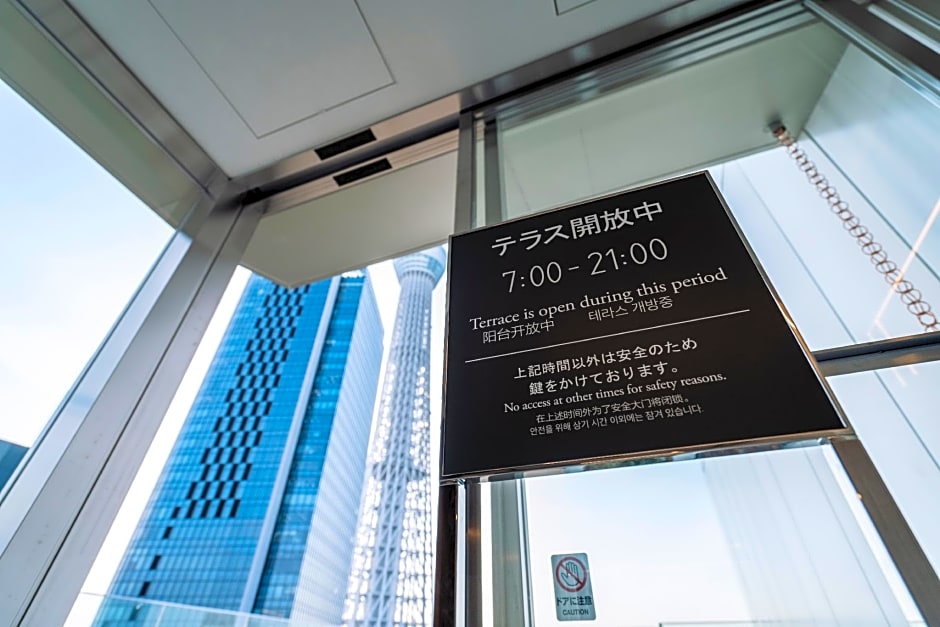 テラス開放中
7:00 – 21:00
Terrace is open during this period
阳台开放中 테라스 개방중
上記時間以外は安全のため
鍵をかけております。
No access at other times for safety reasons.
在上述时间外为了安全大门将闭锁。
안전을 위해 상기 시간 이외에는 잠겨 있습니다.
ドアに注意
CAUTION